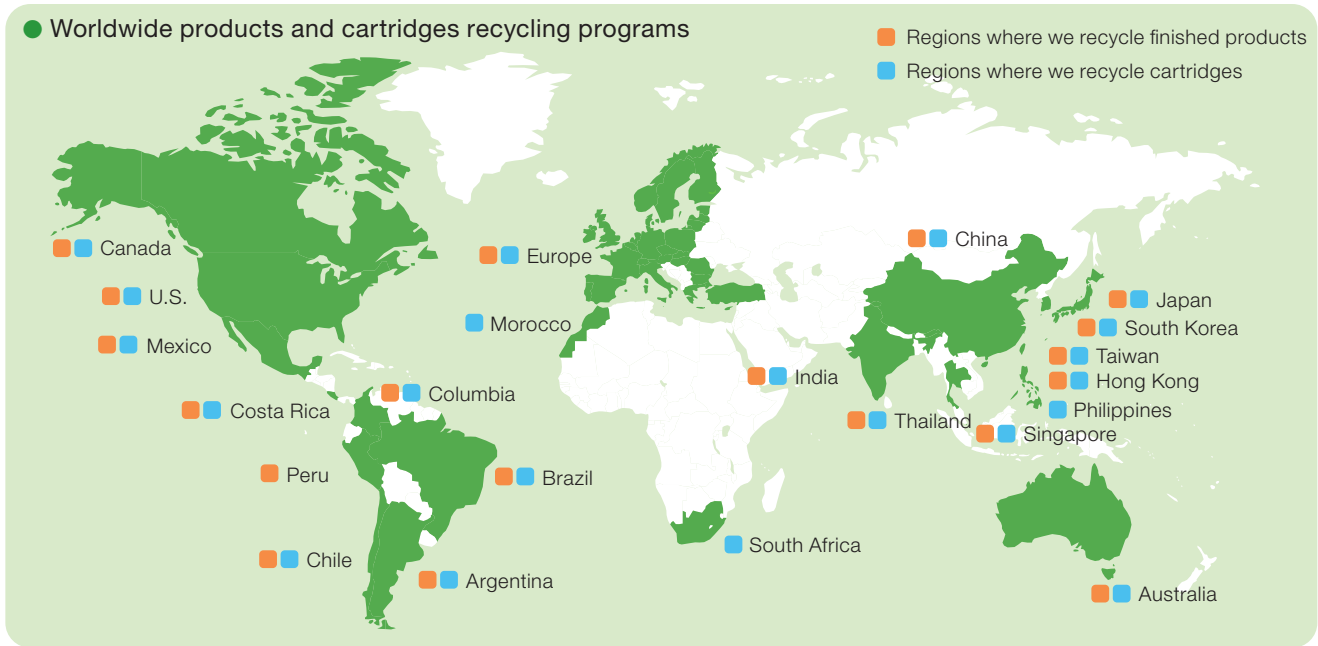 Worldwide products and cartridges recycling programs
Regions where we recycle finished products
Regions where we recycle cartridges
Canada
U.S.
Mexico
Costa Rica
Columbia
Peru
Brazil
Chile
Argentina
Europe
Morocco
South Africa
India
China
Japan
South Korea
Taiwan
Hong Kong
Philippines
Thailand
Singapore
Australia